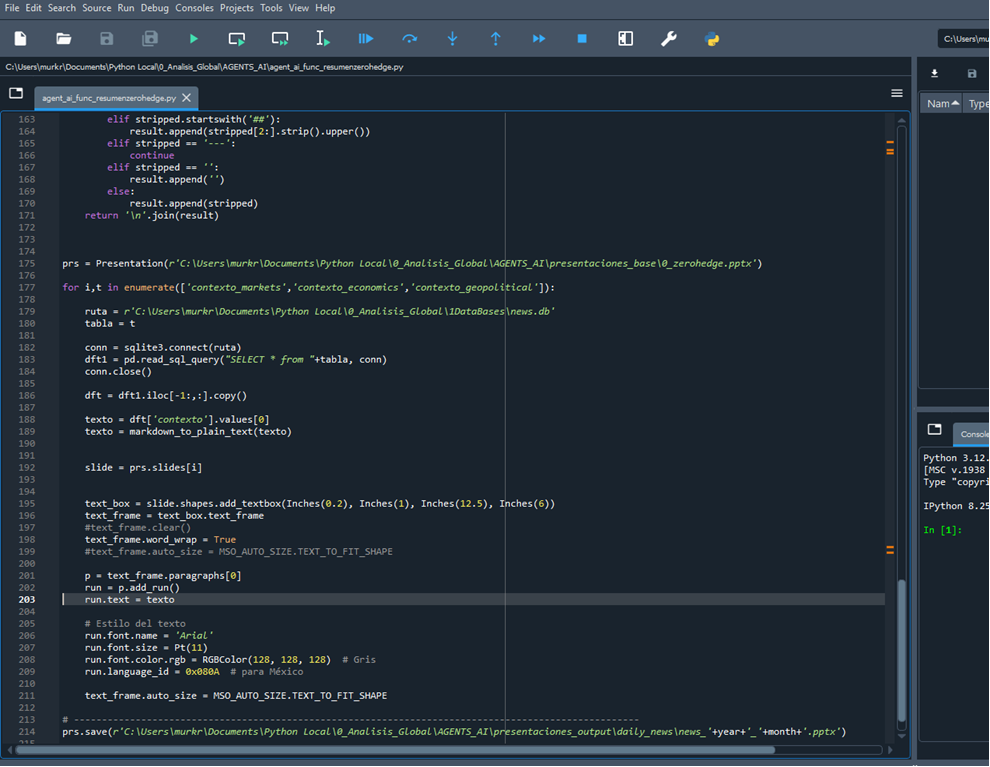 File Edit Search Source Run Debug Consoles Projects Tools View Help
C:\Users\mu
C:\Users\murkr\Documents\Python Local\0_Analisis_Global\AGENTS_AI\agent_ai_func_resumenzerohedge.py
agent_ai_func_resumenzerohedge.py
Nam Type
163 elif stripped.startswith('##'):
164 result.append(stripped[2:].strip().upper())
165 elif stripped == '---':
166 continue
167 elif stripped == '':
168 result.append('')
169 else:
170 result.append(stripped)
171 return '\n'.join(result)
172
173
174
175 prs = Presentation(r'C:\Users\murkr\Documents\Python Local\0_Analisis_Global\AGENTS_AI\presentaciones_base\0_zerohedge.pptx')
176
177 for i,t in enumerate(['contexto_markets','contexto_economics','contexto_geopolitical']):
178
179 ruta = r'C:\Users\murkr\Documents\Python Local\0_Analisis_Global\1DataBases\news.db'
180 tabla = t
181
182 conn = sqlite3.connect(ruta)
183 dft1 = pd.read_sql_query("SELECT * from "+tabla, conn)
184 conn.close()
185
186 dft = dft1.iloc[-1:,:].copy()
187
188 texto = dft['contexto'].values[0]
189 texto = markdown_to_plain_text(texto)
190
191
192 slide = prs.slides[i]
193
194
195 text_box = slide.shapes.add_textbox(Inches(0.2), Inches(1), Inches(12.5), Inches(6))
196 text_frame = text_box.text_frame
197 #text_frame.clear()
198 text_frame.word_wrap = True
199 #text_frame.auto_size = MSO_AUTO_SIZE.TEXT_TO_FIT_SHAPE
200
201 p = text_frame.paragraphs[0]
202 run = p.add_run()
203 run.text = texto
204
205 # Estilo del texto
206 run.font.name = 'Arial'
207 run.font.size = Pt(11)
208 run.font.color.rgb = RGBColor(128, 128, 128) # Gris
209 run.language_id = 0x080A # para México
210
211 text_frame.auto_size = MSO_AUTO_SIZE.TEXT_TO_FIT_SHAPE
212
213 # ------------------------------------------------------------------------------------------
214 prs.save(r'C:\Users\murkr\Documents\Python Local\0_Analisis_Global\AGENTS_AI\presentaciones_output\daily_news\news_'+year+'_'+month+'.pptx')
215
Console
Python 3.12.
[MSC v.1938
Type "copyri
IPython 8.25
In [1]: